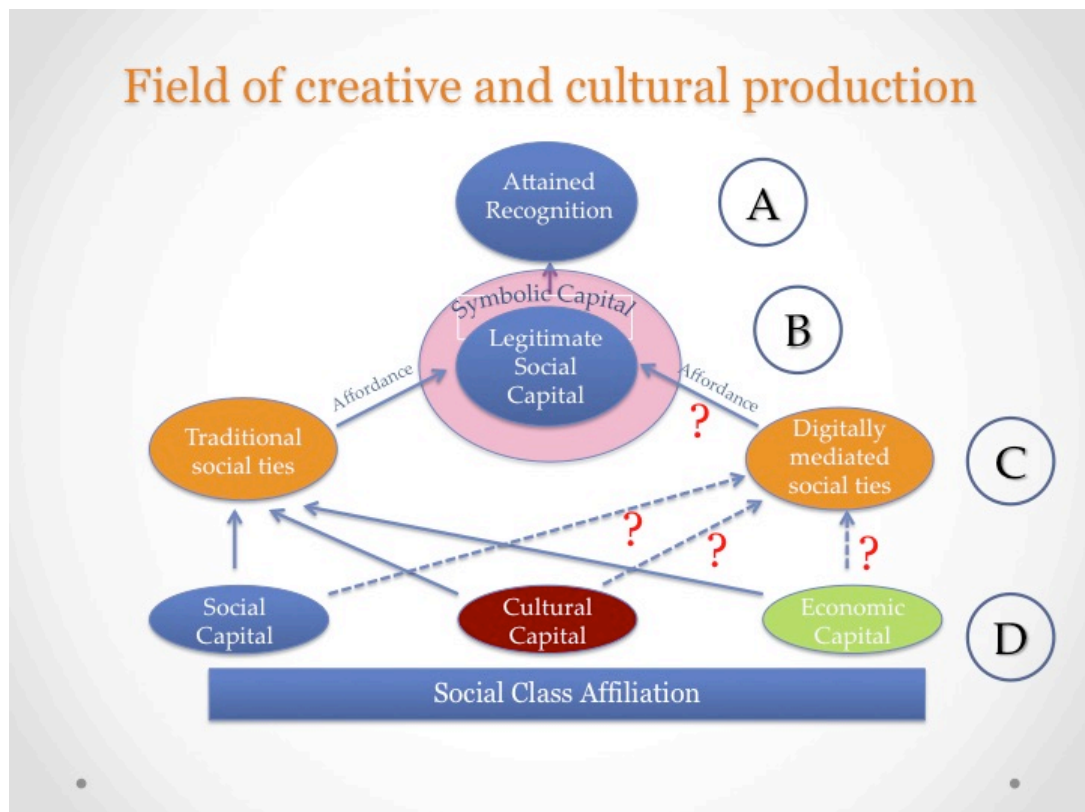 Field of creative and cultural production
Attained
Recognition
A
Symbolic Capital
B
Legitimate
Social
Capital
Affordance
Affordance
?
Traditional
social ties
Digitally
mediated
social ties
C
?
?
?
Social
Capital
Cultural
Capital
Economic
Capital
D
Social Class Affiliation